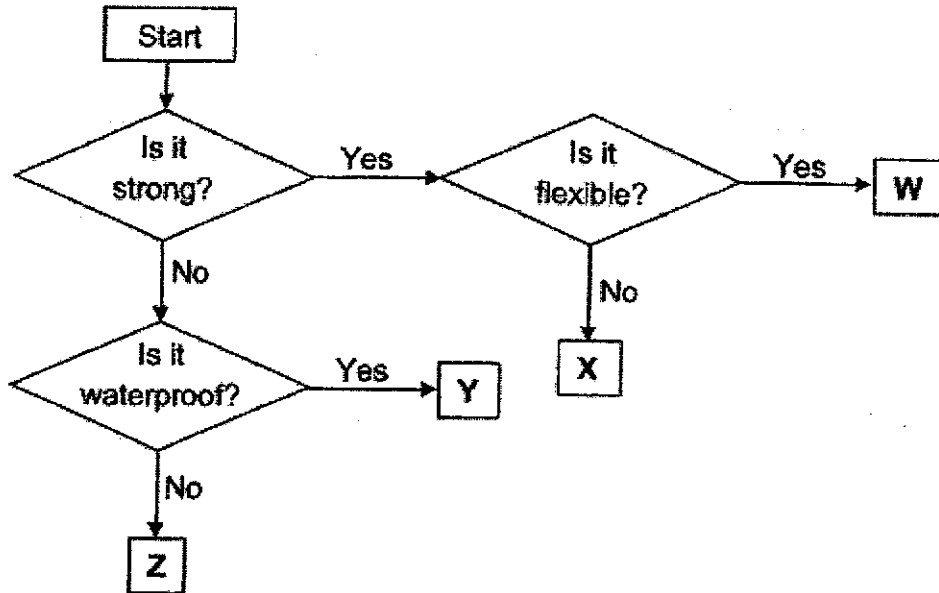 Start
Is it
strong?
Yes
Is it
flexible?
Yes
W
No
No
X
Is it
waterproof?
Yes
Y
No
Z